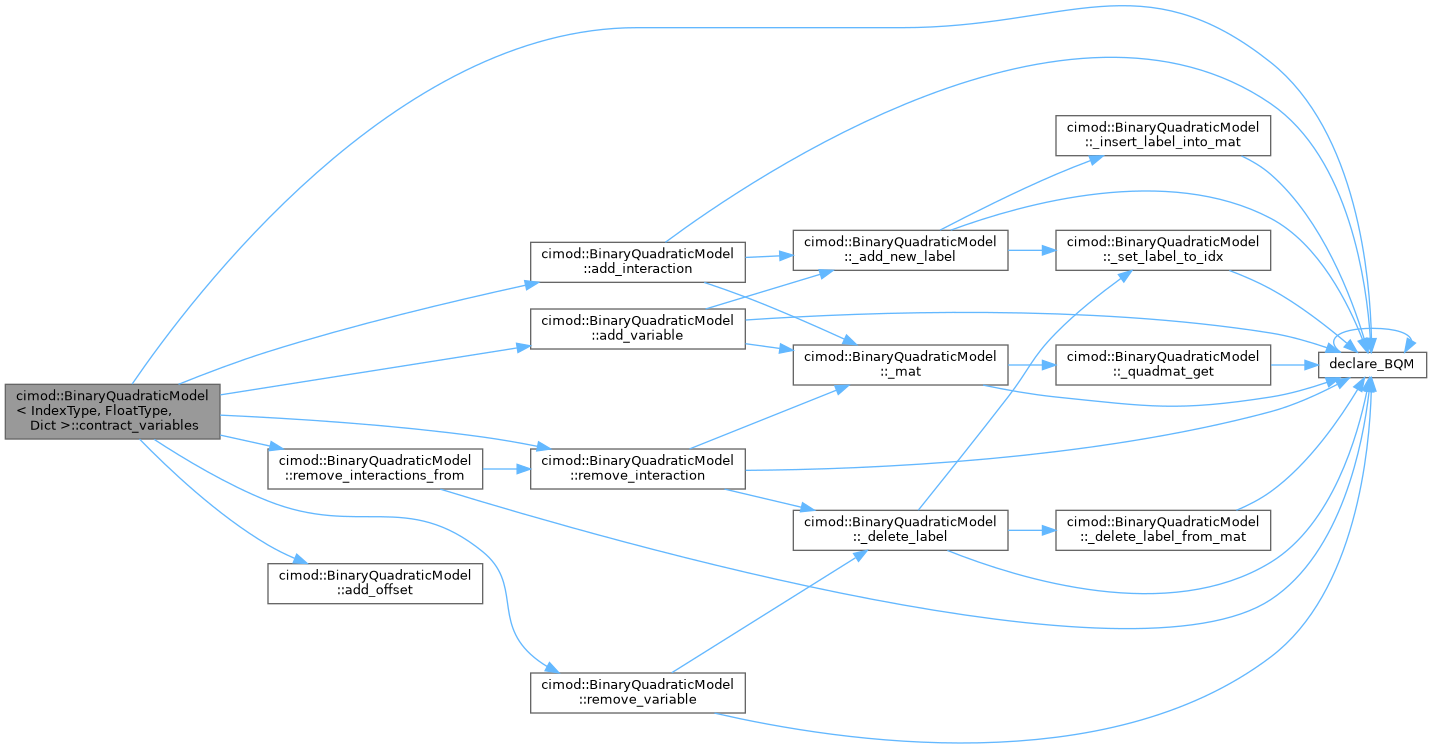 cimod::BinaryQuadraticModel
< IndexType, FloatType,
Dict >::contract_variables
cimod::BinaryQuadraticModel
::remove_interactions_from
cimod::BinaryQuadraticModel
::add_offset
cimod::BinaryQuadraticModel
::add_interaction
cimod::BinaryQuadraticModel
::add_variable
cimod::BinaryQuadraticModel
::remove_interaction
cimod::BinaryQuadraticModel
::remove_variable
cimod::BinaryQuadraticModel
::_add_new_label
cimod::BinaryQuadraticModel
::_mat
cimod::BinaryQuadraticModel
::_delete_label
cimod::BinaryQuadraticModel
::_insert_label_into_mat
cimod::BinaryQuadraticModel
::_set_label_to_idx
cimod::BinaryQuadraticModel
::_quadmat_get
cimod::BinaryQuadraticModel
::_delete_label_from_mat
declare_BQM